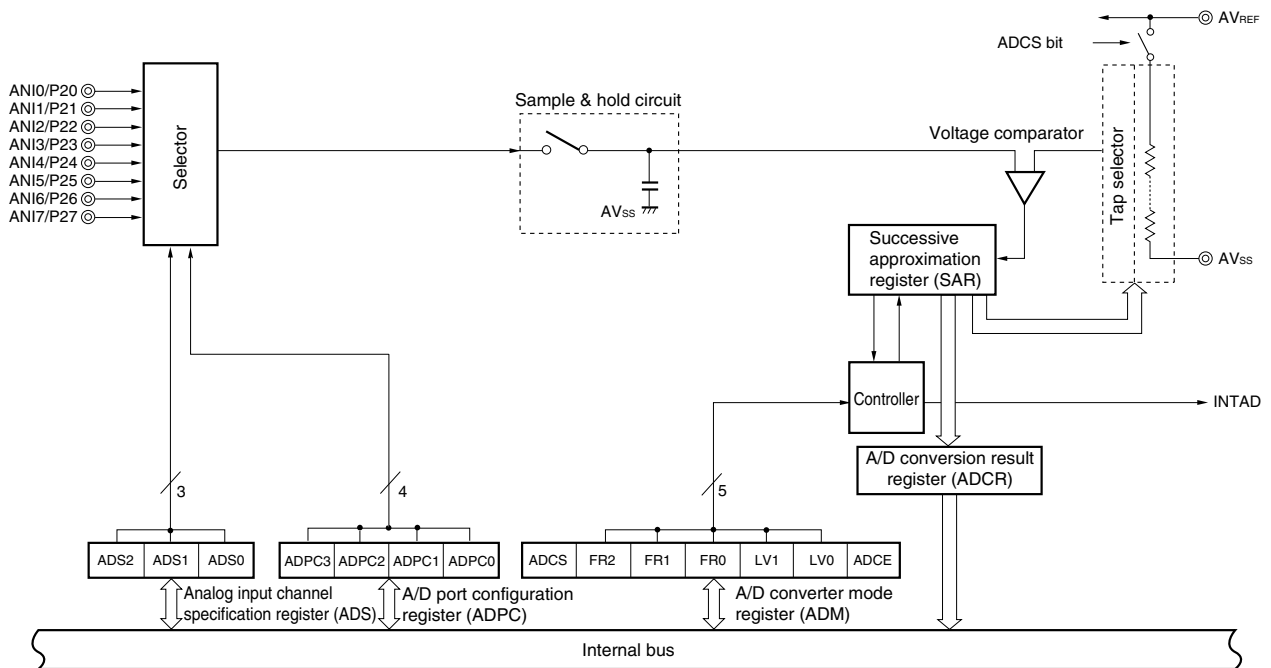 AVREF
ADCS bit
ANI0/P20
ANI1/P21
ANI2/P22
ANI3/P23
ANI4/P24
ANI5/P25
ANI6/P26
ANI7/P27
Selector
Sample & hold circuit
AVSS
Voltage comparator
Tap selector
AVSS
Successive
approximation
register (SAR)
Controller
INTAD
A/D conversion result
register (ADCR)
3
4
5
ADS2 ADS1 ADS0
ADPC3 ADPC2 ADPC1 ADPC0
ADCS FR2 FR1 FR0 LV1 LV0 ADCE
Analog input channel
specification register (ADS)
A/D port configuration
register (ADPC)
A/D converter mode
register (ADM)
Internal bus